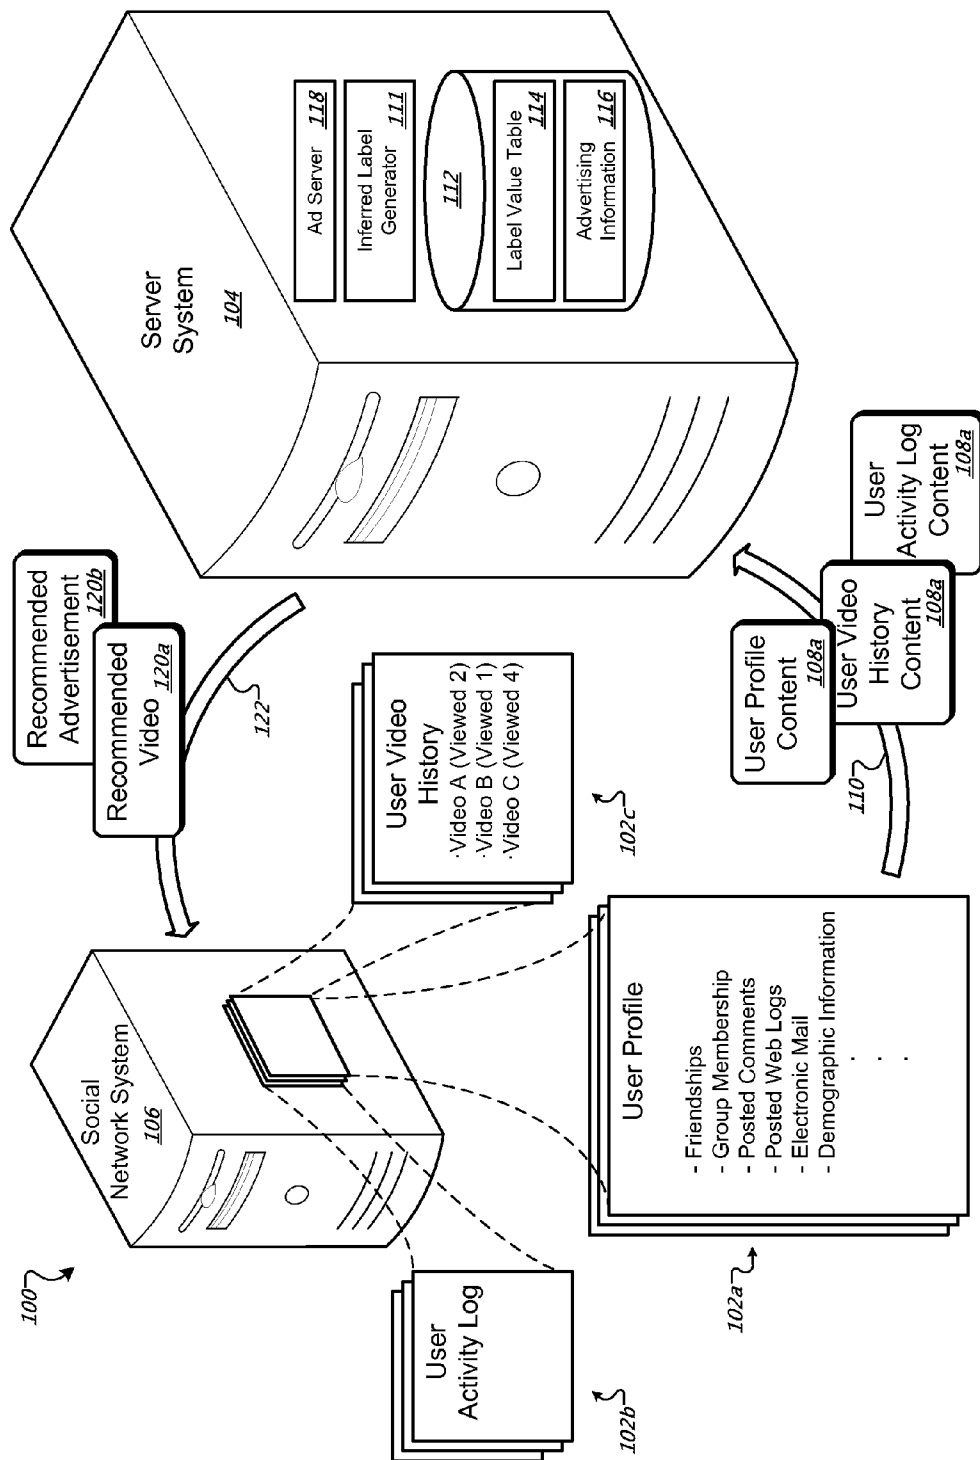 100
Social
Network System
106
User
Activity Log
102b
User Profile
- Friendships
- Group Membership
- Posted Comments
- Posted Web Logs
- Electronic Mail
- Demographic Information
.
.
.
102a
User Video
History
·Video A (Viewed 2)
·Video B (Viewed 1)
·Video C (Viewed 4)
102c
Recommended
Advertisement
120b
Recommended
Video
120a
122
Server
System
104
Ad Server
118
Inferred Label
Generator
111
112
Label Value Table
114
Advertising
Information
116
110
User Profile
Content
108a
User Video
History
Content
108a
User
Activity Log
Content
108a